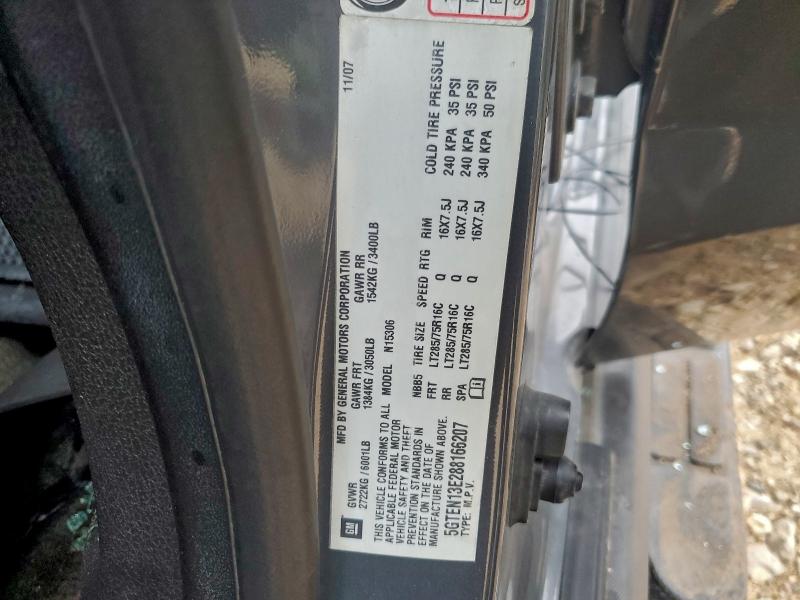 GM
MFD BY GENERAL MOTORS CORPORATION 11/07
GVWR GAWR FRT GAWR RR
2722KG / 6001LB 1384KG / 3050LB 1542KG / 3400LB
THIS VEHICLE CONFORMS TO ALL
APPLICABLE FEDERAL MOTOR
VEHICLE SAFETY AND THEFT
PREVENTION STANDARDS IN
EFFECT ON THE DATE OF
MANUFACTURE SHOWN ABOVE.
5GTEN13E288166207
TYPE: M.P.V.
MODEL N15306
NBB5 TIRE SIZE SPEED RTG RIM COLD TIRE PRESSURE
FRT LT285/75R16C Q 16X7.5J 240 KPA 35 PSI
RR LT285/75R16C Q 16X7.5J 240 KPA 35 PSI
SPA LT285/75R16C Q 16X7.5J 340 KPA 50 PSI